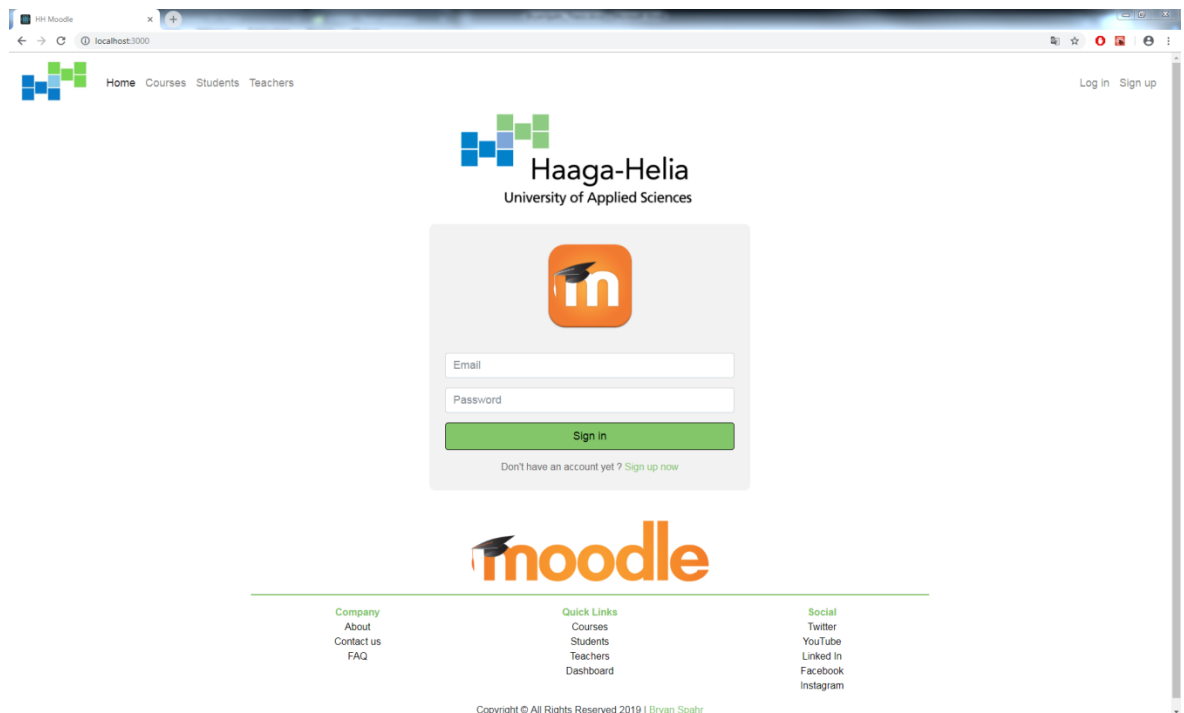 HH Moodle
localhost:3000
Home Courses Students Teachers
Log in Sign up
Haaga-Helia
University of Applied Sciences
m
Email
Password
Sign in
Don't have an account yet ? Sign up now
moodle
Company
About
Contact us
FAQ
Quick Links
Courses
Students
Teachers
Dashboard
Social
Twitter
YouTube
Linked In
Facebook
Instagram
Copyright © All Rights Reserved 2019 | Bryan Spahr